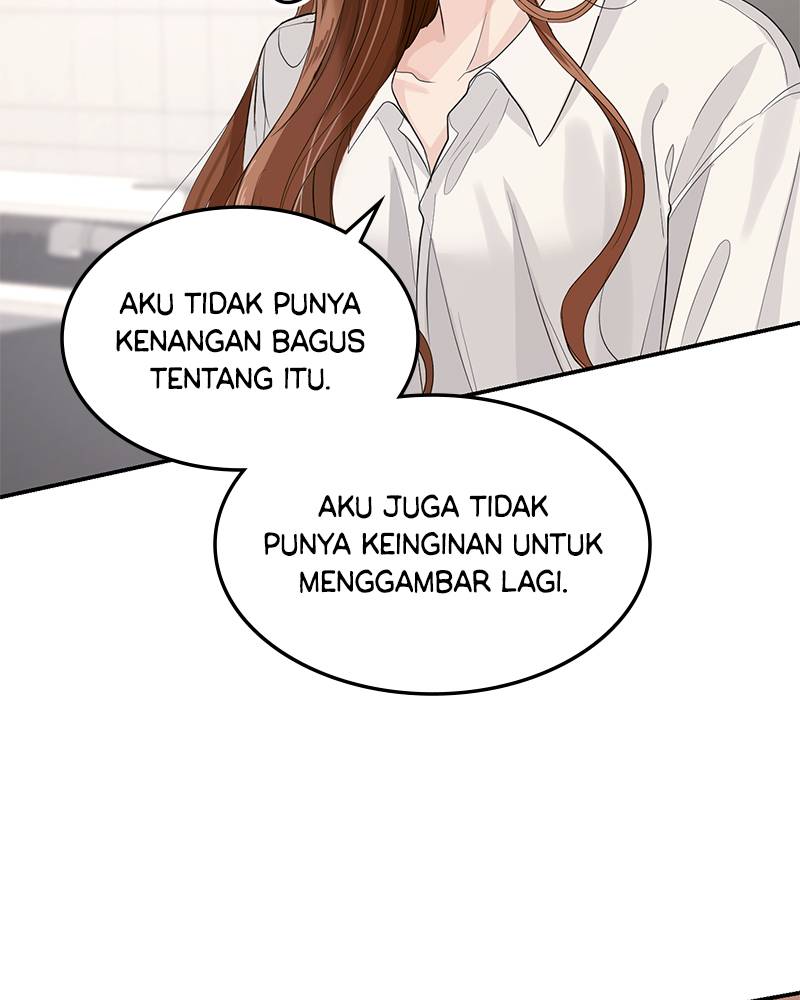 AKU TIDAK PUNYA
KENANGAN BAGUS
TENTANG ITU.
AKU JUGA TIDAK
PUNYA KEINGINAN UNTUK
MENGGAMBAR LAGI.